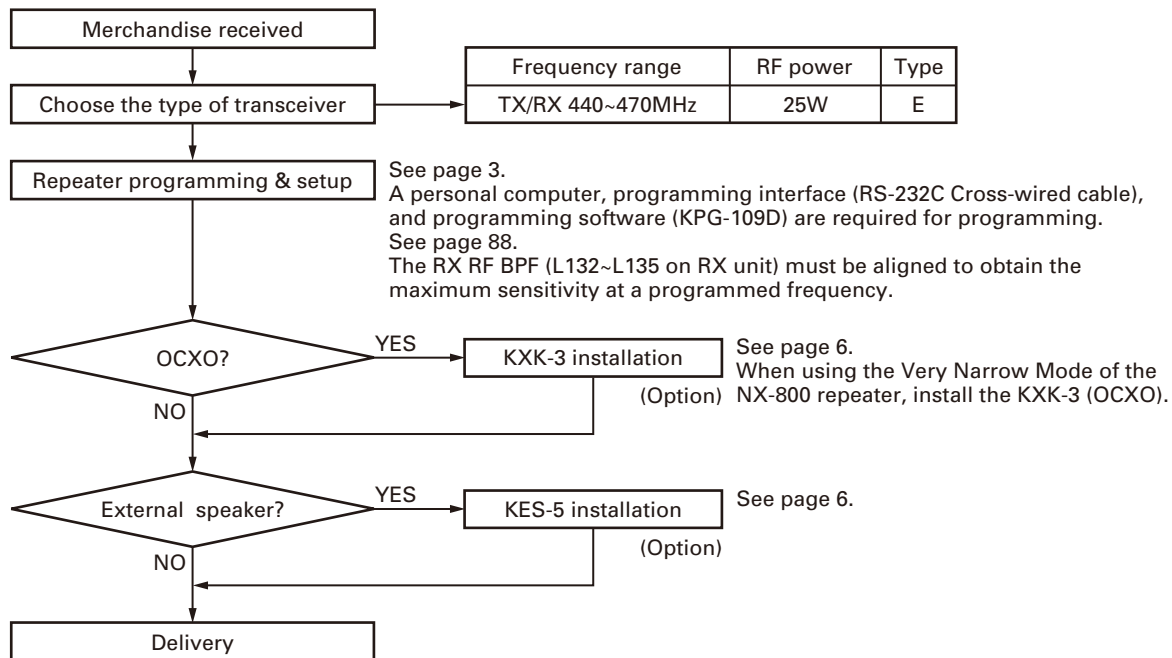 Merchandise received
Choose the type of transceiver
Frequency range RF power Type
TX/RX 440~470MHz 25W E
Repeater programming & setup
See page 3.
A personal computer, programming interface (RS-232C Cross-wired cable),
and programming software (KPG-109D) are required for programming.
See page 88.
The RX RF BPF (L132~L135 on RX unit) must be aligned to obtain the
maximum sensitivity at a programmed frequency.
OCXO?
YES
KXK-3 installation
(Option)
See page 6.
When using the Very Narrow Mode of the
NX-800 repeater, install the KXK-3 (OCXO).
NO
External speaker?
YES
KES-5 installation
(Option)
See page 6.
NO
Delivery